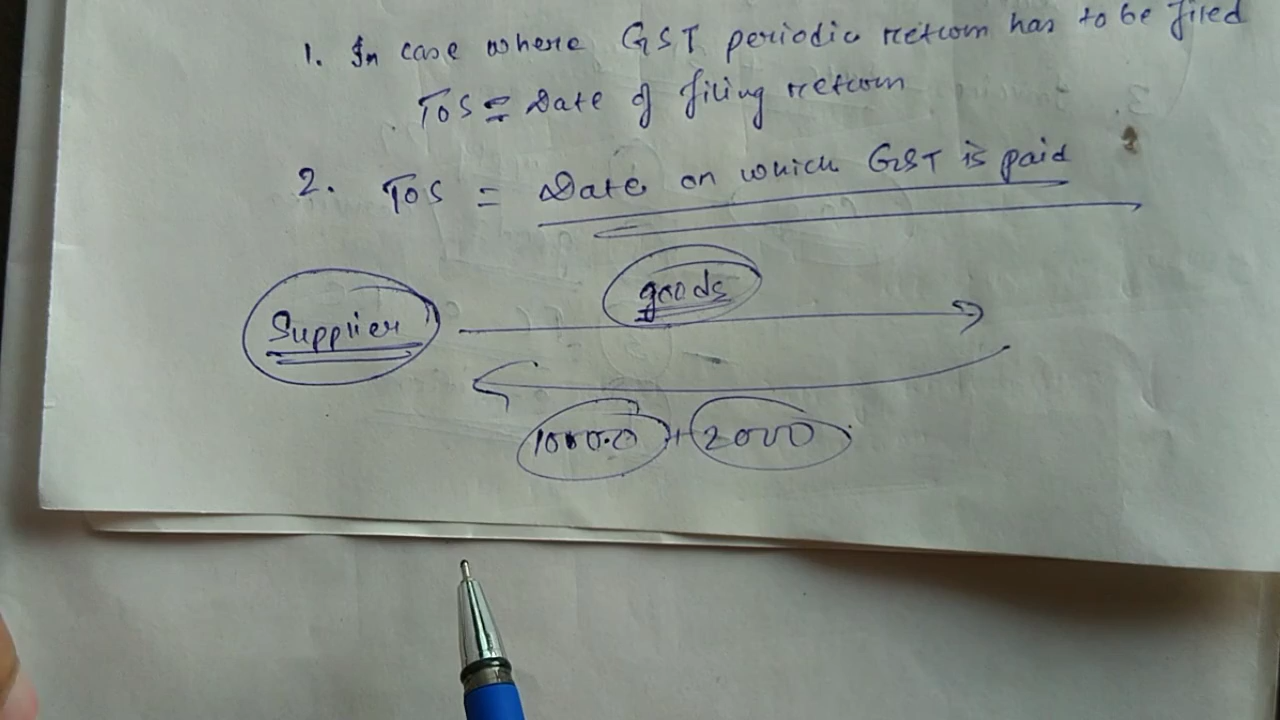 1. In case where GST periodic return has to be filed
TOS = Date of filing return
2. TOS = Date on which GST is paid
goods
Supplier
10000 + 2000